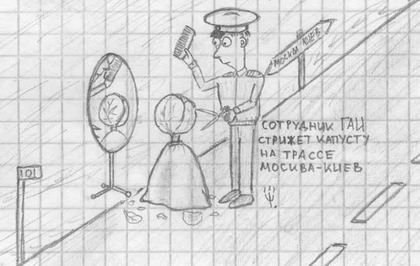 МОСКВА-КИЕВ
СОТРУДНИК ГАИ
СТРИЖЕТ КАПУСТУ
НА ТРАССЕ
МОСКВА-КИЕВ
101